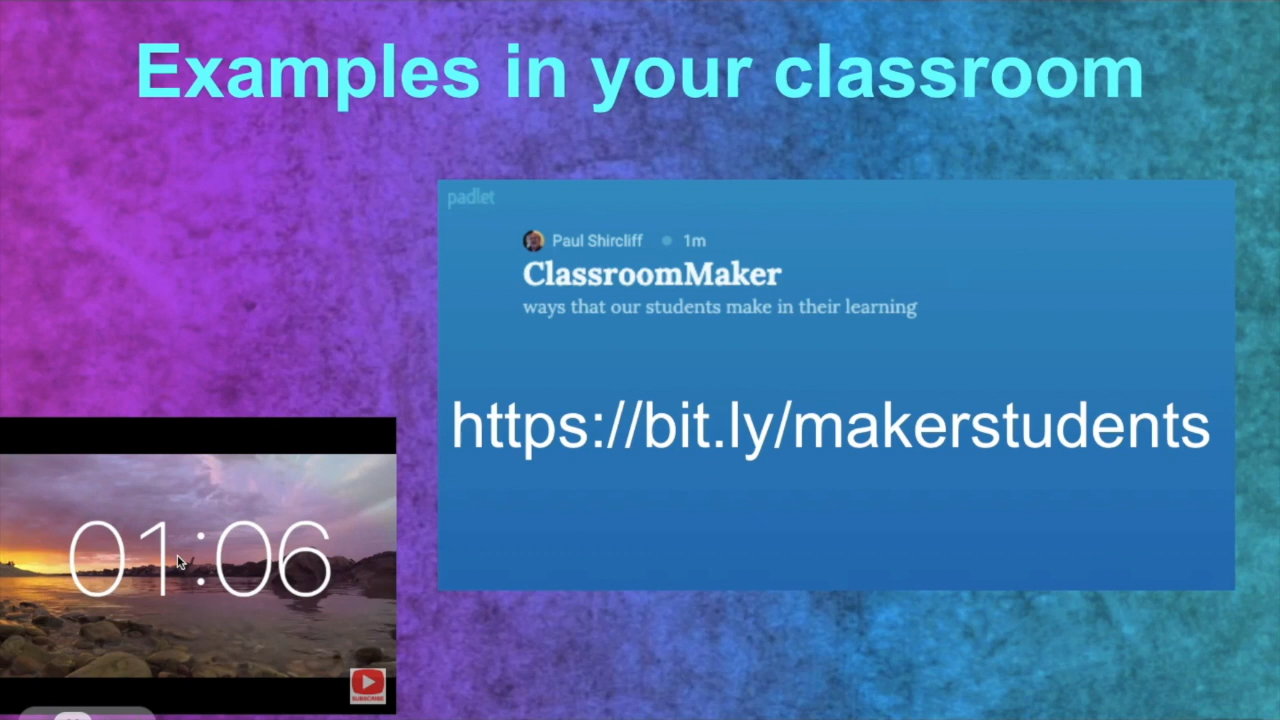 Examples in your classroom
padlet
Paul Shircliff • 1m
ClassroomMaker
ways that our students make in their learning
https://bit.ly/makerstudents
01:06
SUBSCRIBE